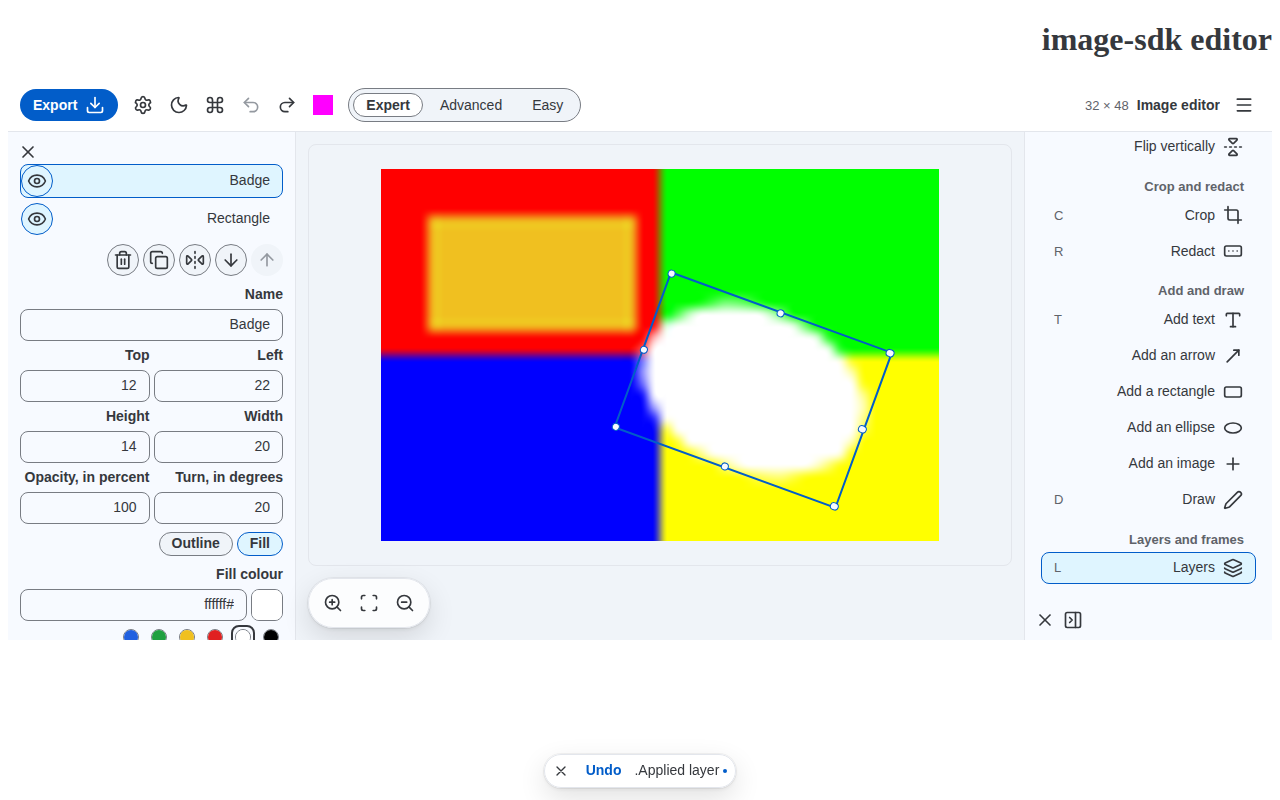 image-sdk editor
Export
Expert Advanced Easy
32 × 48 Image editor
Badge
Rectangle
Name
Badge
Top Left
12 22
Height Width
14 20
Opacity, in percent Turn, in degrees
100 20
Outline Fill
Fill colour
ffffff#
Flip vertically
Crop and redact
C Crop
R Redact
Add and draw
T Add text
Add an arrow
Add a rectangle
Add an ellipse
Add an image
D Draw
Layers and frames
L Layers
Undo .Applied layer